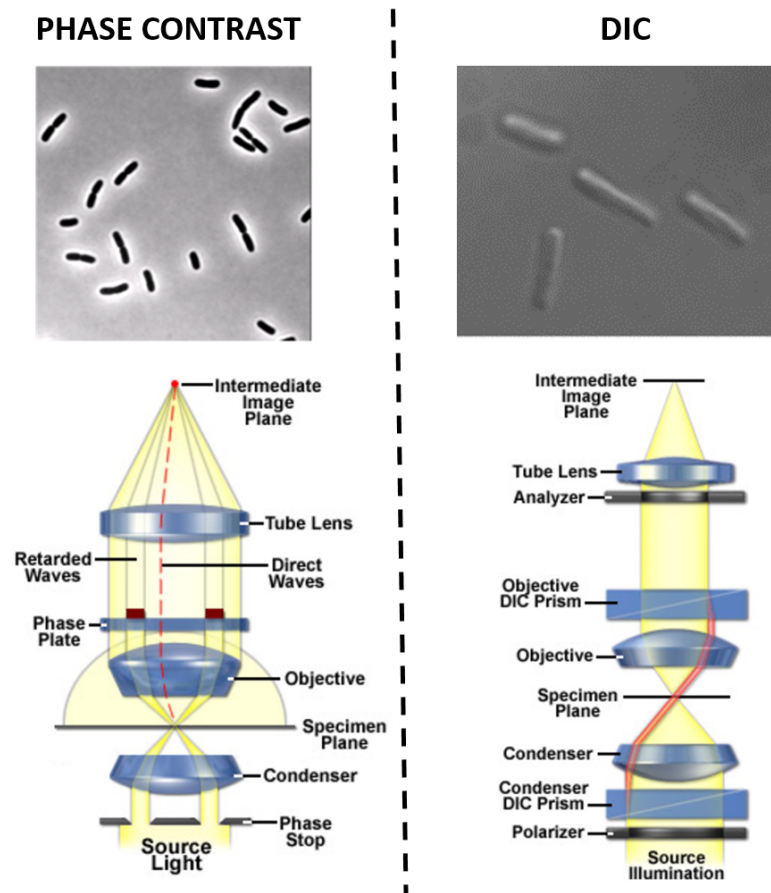 PHASE CONTRAST
Intermediate
Image
Plane
Tube Lens
Retarded
Waves
Direct
Waves
Phase
Plate
Objective
Specimen
Plane
Condenser
Phase
Stop
Source
Light
DIC
Intermediate
Image
Plane
Tube Lens
Analyzer
Objective
DIC Prism
Objective
Specimen
Plane
Condenser
Condenser
DIC Prism
Polarizer
Source
Illumination